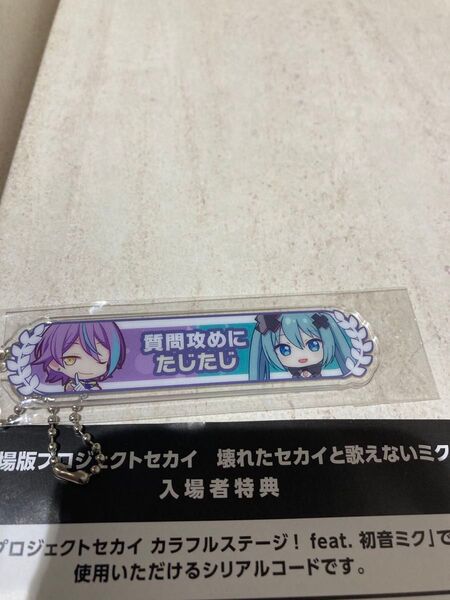 質問攻めに
たじたじ
場版プロジェクトセカイ 壊れたセカイと歌えないミク
入場者特典
プロジェクトセカイ カラフルステージ! feat. 初音ミク」で
使用いただけるシリアルコードです。